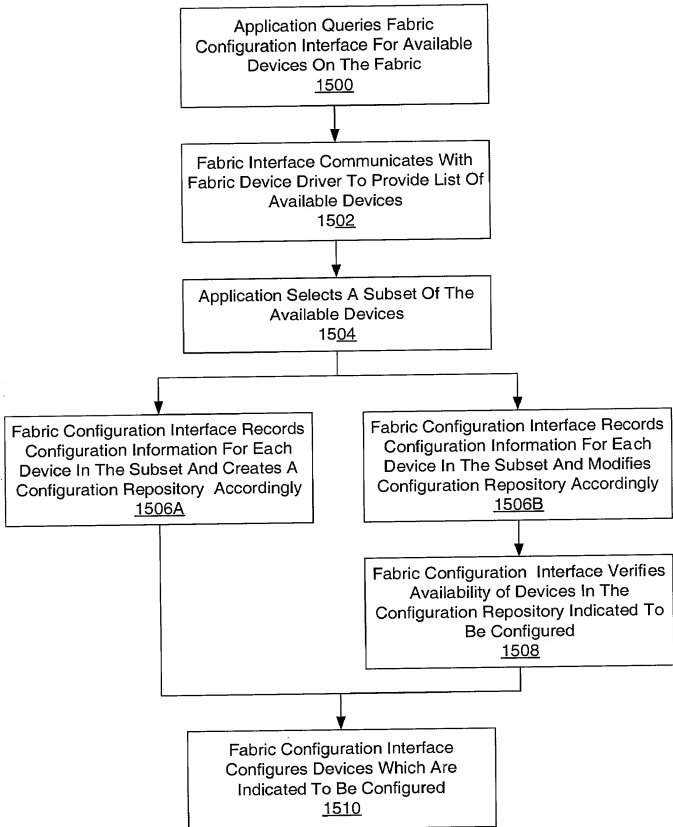 Application Queries Fabric
Configuration Interface For Available
Devices On The Fabric
1500
Fabric Interface Communicates With
Fabric Device Driver To Provide List Of
Available Devices
1502
Application Selects A Subset Of The
Available Devices
1504
Fabric Configuration Interface Records
Configuration Information For Each
Device In The Subset And Creates A
Configuration Repository Accordingly
1506A
Fabric Configuration Interface Records
Configuration Information For Each
Device In The Subset And Modifies
Configuration Repository Accordingly
1506B
Fabric Configuration Interface Verifies
Availability of Devices In The
Configuration Repository Indicated To
Be Configured
1508
Fabric Configuration Interface
Configures Devices Which Are
Indicated To Be Configured
1510